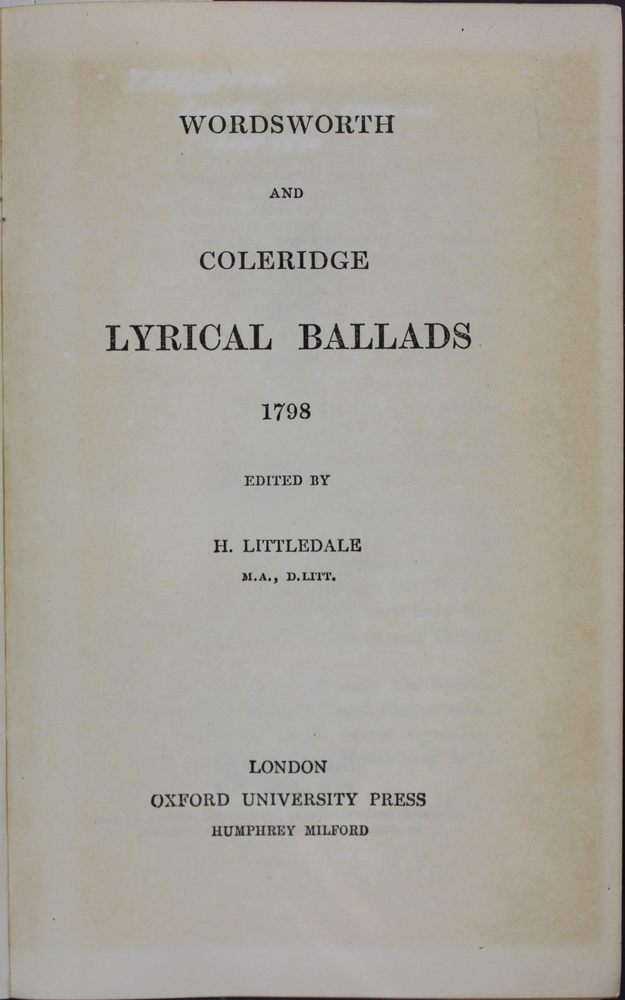 WORDSWORTH
AND
COLERIDGE
LYRICAL BALLADS
1798
EDITED BY
H. LITTLEDALE
M.A., D.LITT.
LONDON
OXFORD UNIVERSITY PRESS
HUMPHREY MILFORD